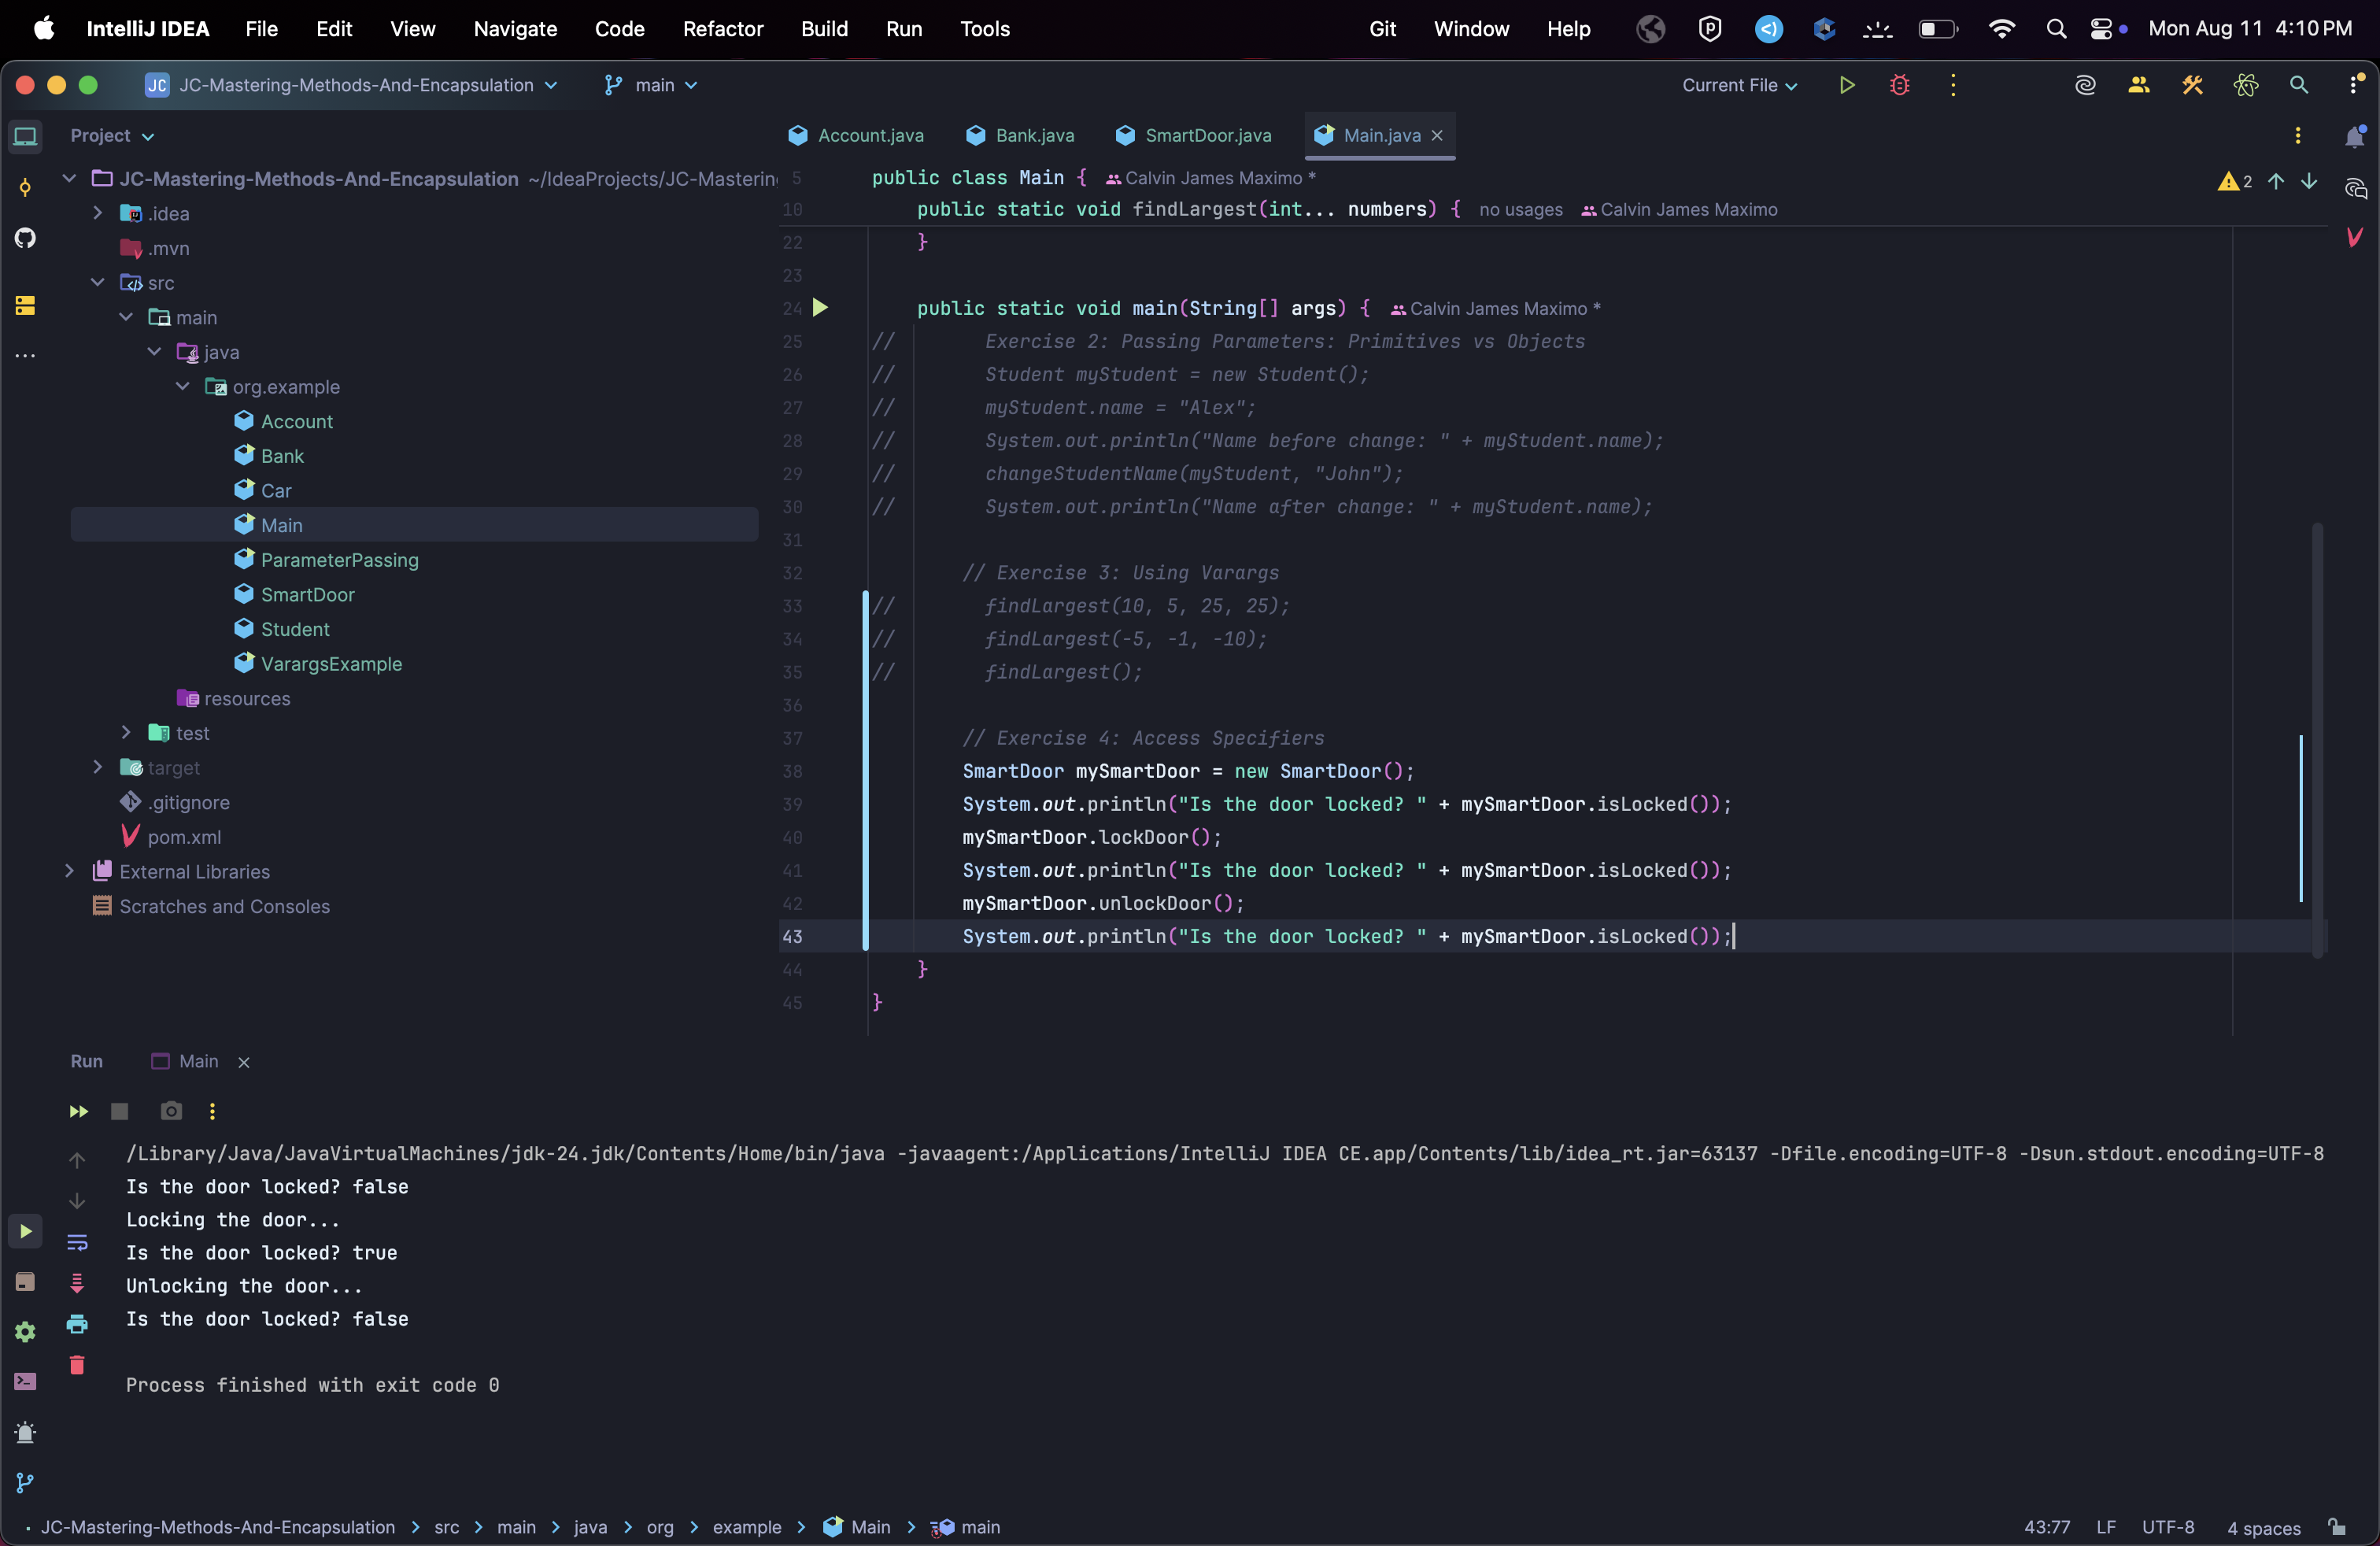 IntelliJ IDEA File Edit View Navigate Code Refactor Build Run Tools Git Window Help Mon Aug 11 4:10 PM
JC JC-Mastering-Methods-And-Encapsulation main Current File
Project
JC-Mastering-Methods-And-Encapsulation ~/IdeaProjects/JC-Masterin
.idea
.mvn
src
main
java
org.example
Account
Bank
Car
Main
ParameterPassing
SmartDoor
Student
VarargsExample
resources
test
target
.gitignore
pom.xml
External Libraries
Scratches and Consoles
Account.java Bank.java SmartDoor.java Main.java
5 public class Main { Calvin James Maximo * 2
10 public static void findLargest(int... numbers) { no usages Calvin James Maximo
22 }
23
24 public static void main(String[] args) { Calvin James Maximo *
25 // Exercise 2: Passing Parameters: Primitives vs Objects
26 // Student myStudent = new Student();
27 // myStudent.name = "Alex";
28 // System.out.println("Name before change: " + myStudent.name);
29 // changeStudentName(myStudent, "John");
30 // System.out.println("Name after change: " + myStudent.name);
31
32 // Exercise 3: Using Varargs
33 // findLargest(10, 5, 25, 25);
34 // findLargest(-5, -1, -10);
35 // findLargest();
36
37 // Exercise 4: Access Specifiers
38 SmartDoor mySmartDoor = new SmartDoor();
39 System.out.println("Is the door locked? " + mySmartDoor.isLocked());
40 mySmartDoor.lockDoor();
41 System.out.println("Is the door locked? " + mySmartDoor.isLocked());
42 mySmartDoor.unlockDoor();
43 System.out.println("Is the door locked? " + mySmartDoor.isLocked());
44 }
45 }
Run Main
/Library/Java/JavaVirtualMachines/jdk-24.jdk/Contents/Home/bin/java -javaagent:/Applications/IntelliJ IDEA CE.app/Contents/lib/idea_rt.jar=63137 -Dfile.encoding=UTF-8 -Dsun.stdout.encoding=UTF-8
Is the door locked? false
Locking the door...
Is the door locked? true
Unlocking the door...
Is the door locked? false
Process finished with exit code 0
JC-Mastering-Methods-And-Encapsulation src main java org example Main main 43:77 LF UTF-8 4 spaces